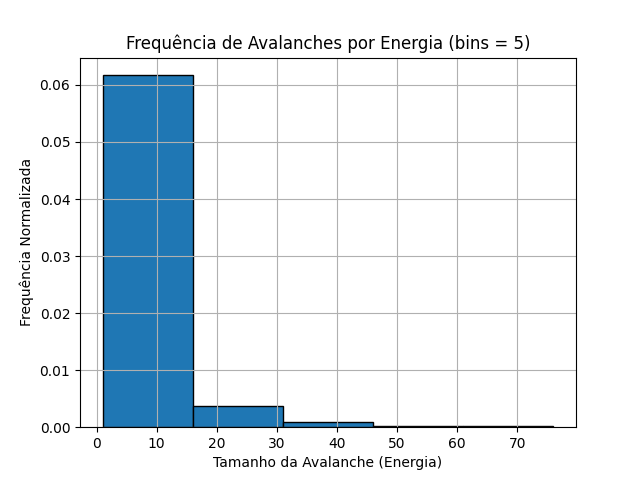 Frequência de Avalanches por Energia (bins = 5)
0.06
0.05
0.04
0.03
0.02
0.01
0.00
Frequência Normalizada
0 10 20 30 40 50 60 70
Tamanho da Avalanche (Energia)